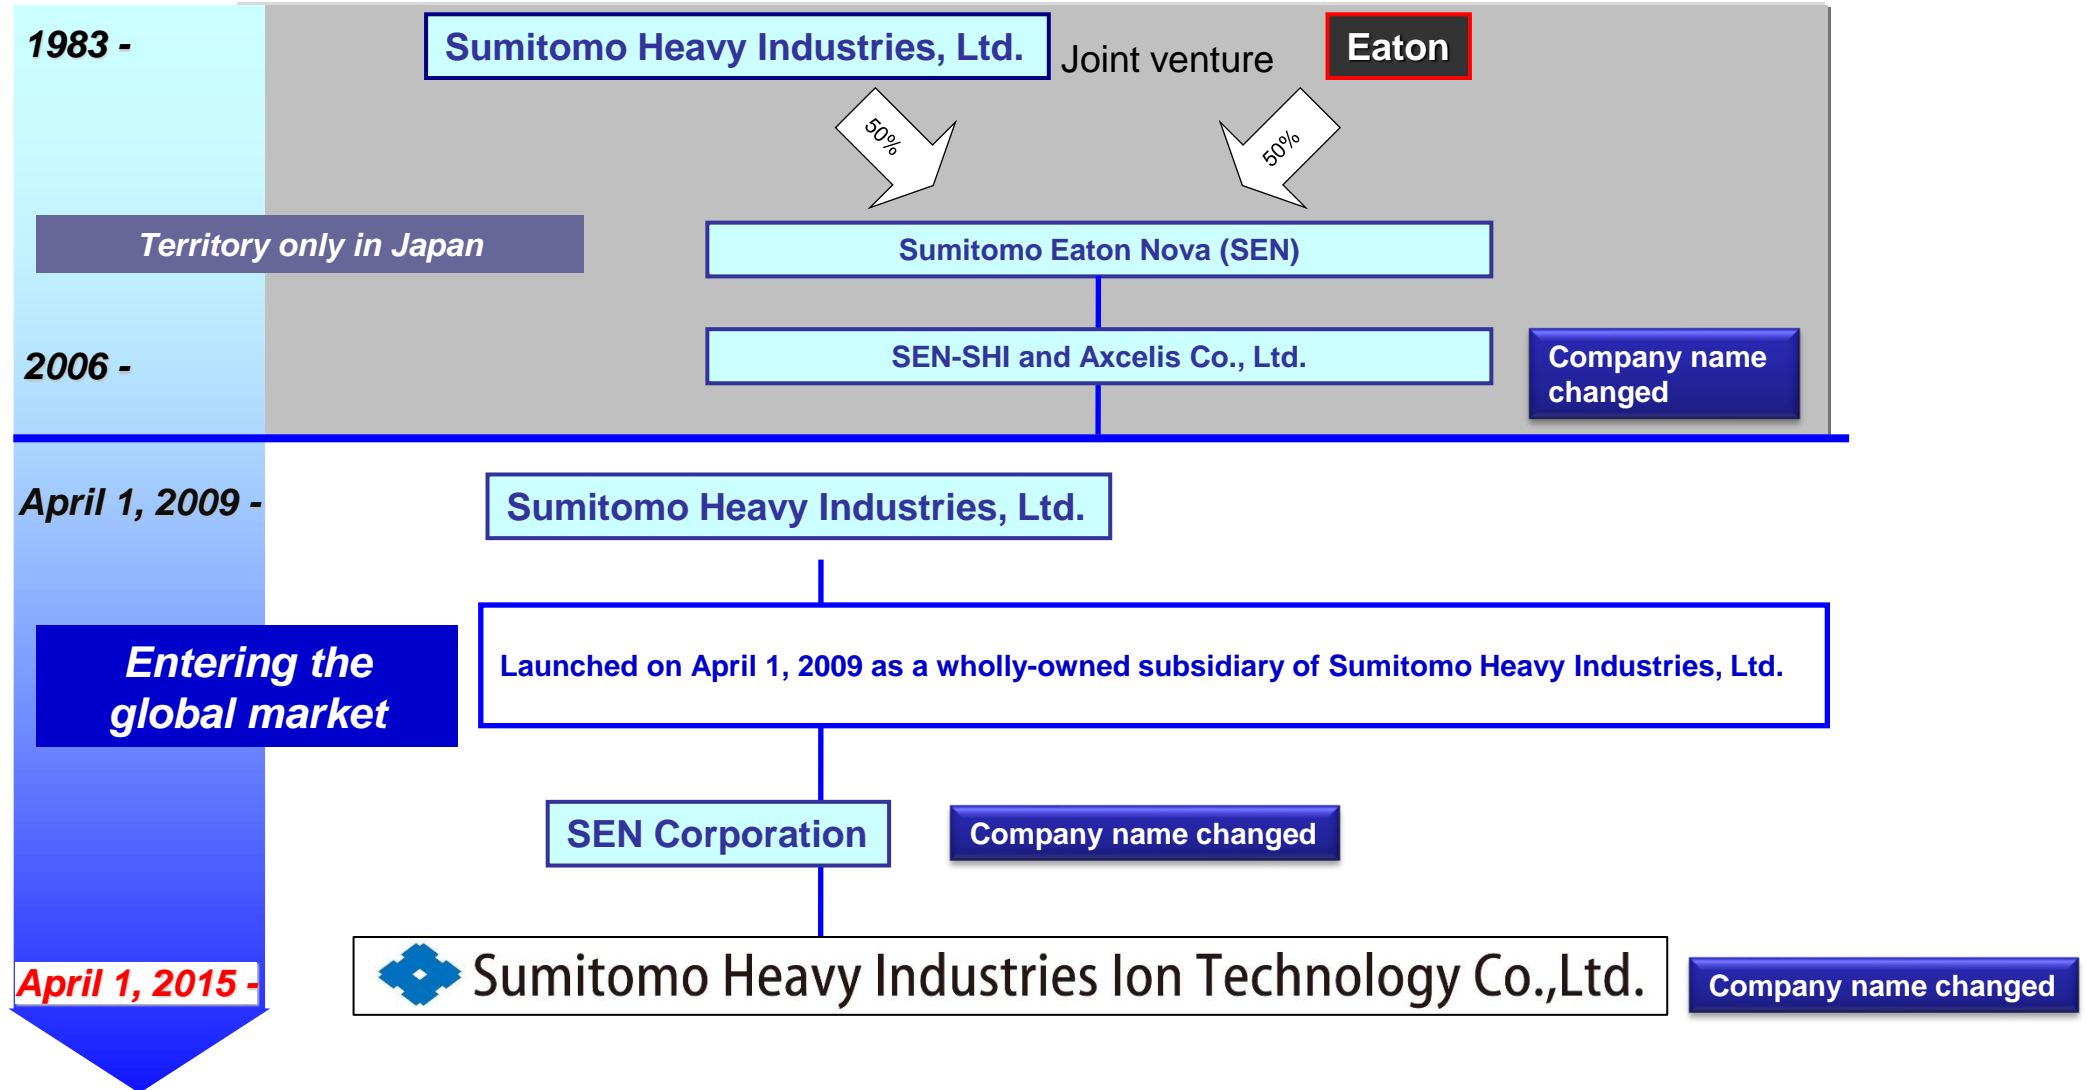 1983 -
Sumitomo Heavy Industries, Ltd.
Joint venture
Eaton
50%
50%
Territory only in Japan
Sumitomo Eaton Nova (SEN)
2006 -
SEN-SHI and Axcelis Co., Ltd.
Company name
changed
April 1, 2009 -
Sumitomo Heavy Industries, Ltd.
Entering the
global market
Launched on April 1, 2009 as a wholly-owned subsidiary of Sumitomo Heavy Industries, Ltd.
SEN Corporation
Company name changed
April 1, 2015 -
Sumitomo Heavy Industries Ion Technology Co.,Ltd.
Company name changed